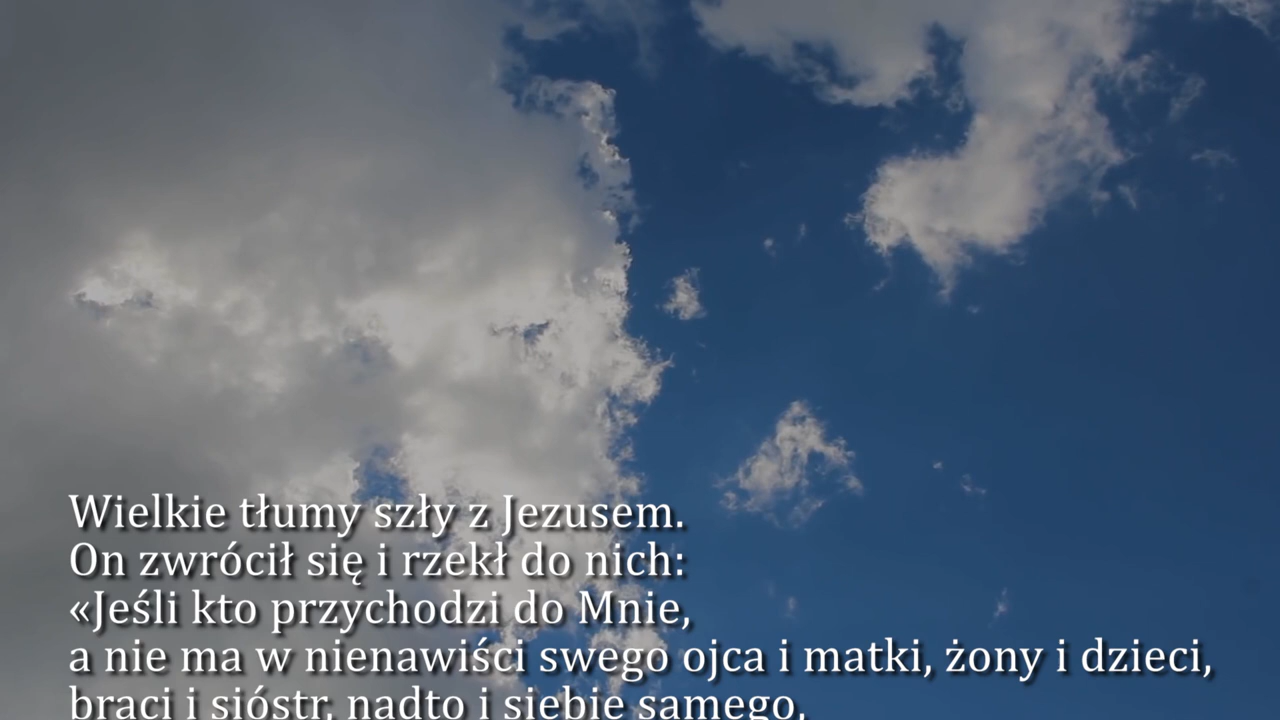 Wielkie tłumy szły z Jezusem.
On zwrócił się i rzekł do nich:
«Jeśli kto przychodzi do Mnie,
a nie ma w nienawiści swego ojca i matki, żony i dzieci,
braci i sióstr, nadto i siebie samego,